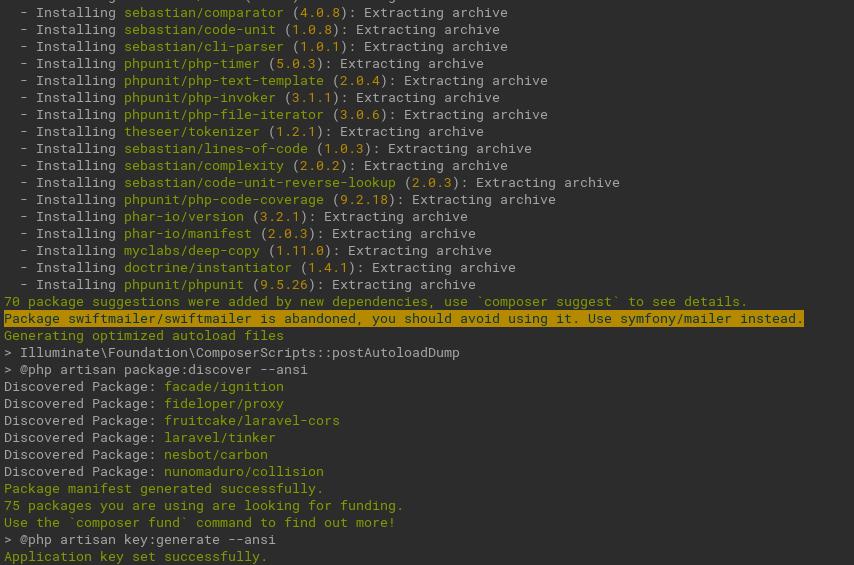 - Installing sebastian/comparator (4.0.8): Extracting archive
- Installing sebastian/code-unit (1.0.8): Extracting archive
- Installing sebastian/cli-parser (1.0.1): Extracting archive
- Installing phpunit/php-timer (5.0.3): Extracting archive
- Installing phpunit/php-text-template (2.0.4): Extracting archive
- Installing phpunit/php-invoker (3.1.1): Extracting archive
- Installing phpunit/php-file-iterator (3.0.6): Extracting archive
- Installing theseer/tokenizer (1.2.1): Extracting archive
- Installing sebastian/lines-of-code (1.0.3): Extracting archive
- Installing sebastian/complexity (2.0.2): Extracting archive
- Installing sebastian/code-unit-reverse-lookup (2.0.3): Extracting archive
- Installing phpunit/php-code-coverage (9.2.18): Extracting archive
- Installing phar-io/version (3.2.1): Extracting archive
- Installing phar-io/manifest (2.0.3): Extracting archive
- Installing myclabs/deep-copy (1.11.0): Extracting archive
- Installing doctrine/instantiator (1.4.1): Extracting archive
- Installing phpunit/phpunit (9.5.26): Extracting archive
70 package suggestions were added by new dependencies, use `composer suggest` to see details.
Package swiftmailer/swiftmailer is abandoned, you should avoid using it. Use symfony/mailer instead.
Generating optimized autoload files
> Illuminate\Foundation\ComposerScripts::postAutoloadDump
> @php artisan package:discover --ansi
Discovered Package: facade/ignition
Discovered Package: fideloper/proxy
Discovered Package: fruitcake/laravel-cors
Discovered Package: laravel/tinker
Discovered Package: nesbot/carbon
Discovered Package: nunomaduro/collision
Package manifest generated successfully.
75 packages you are using are looking for funding.
Use the `composer fund` command to find out more!
> @php artisan key:generate --ansi
Application key set successfully.